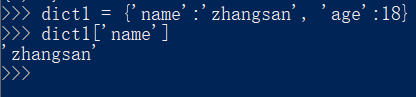 >>> dict1 = {'name':'zhangsan', 'age':18}
>>> dict1['name']
'zhangsan'
>>>